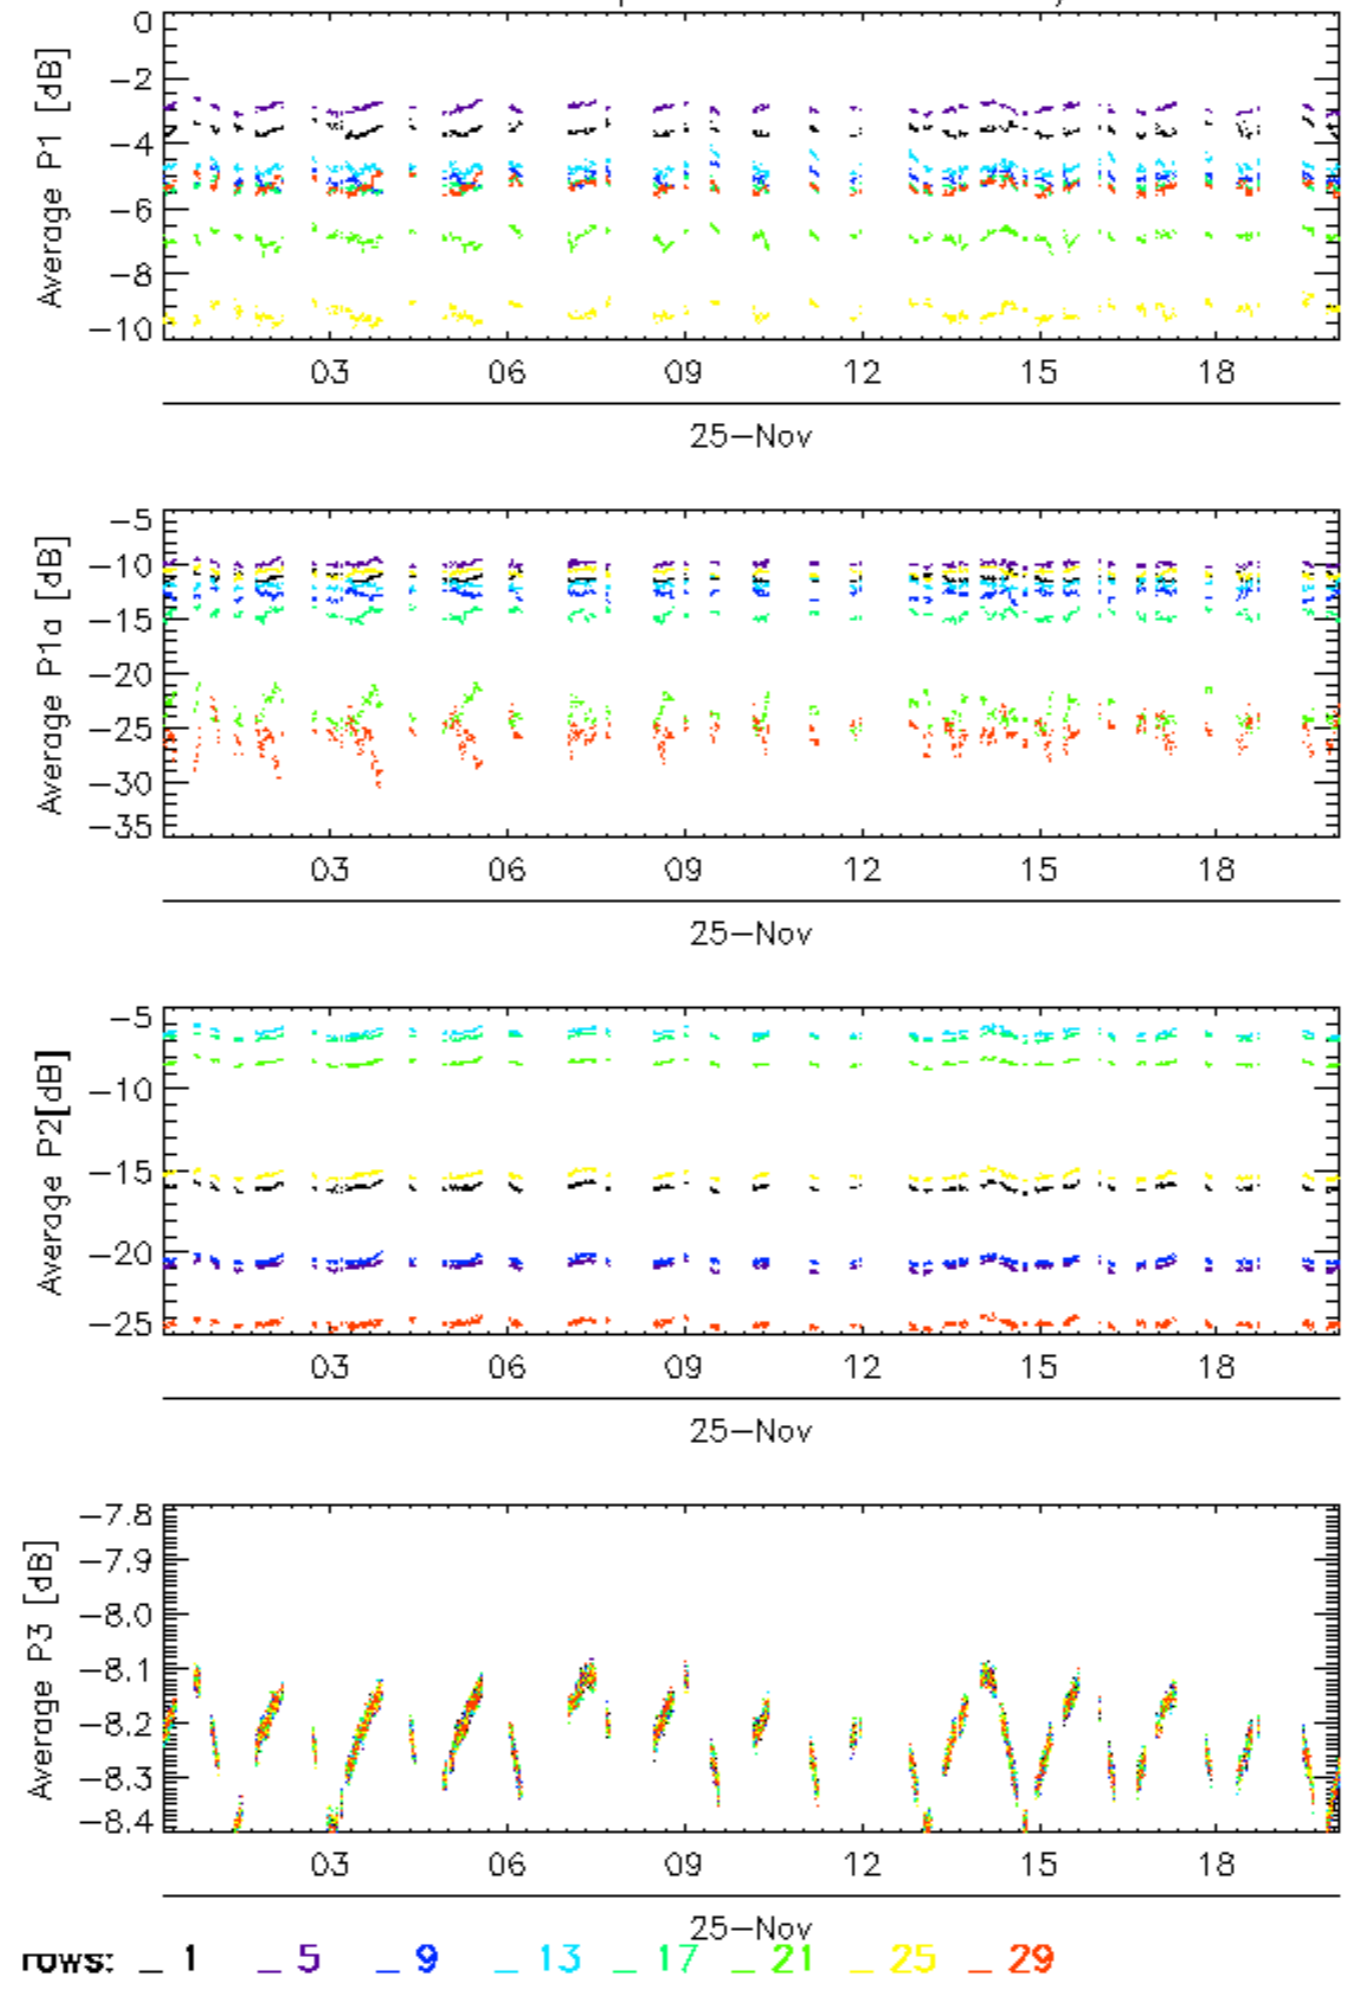 0
−2
−4
−6
−8
−10
Average P1 [dB]
03 06 09 12 15 18
25−Nov
−5
−10
−15
−20
−25
−30
−35
Average P1a [dB]
03 06 09 12 15 18
25−Nov
−5
−10
−15
−20
−25
Average P2[dB]
03 06 09 12 15 18
25−Nov
−7.8
−7.9
−8.0
−8.1
−8.2
−8.3
−8.4
Average P3 [dB]
03 06 09 12 15 18
25−Nov
rows: _ 1 _ 5 _ 9 _ 13 _ 17 _ 21 _ 25 _ 29